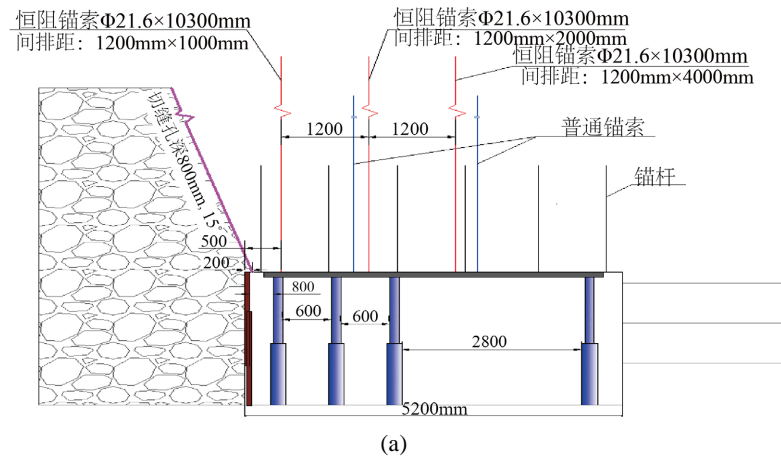 恒阻锚索Φ21.6×10300mm
间排距：1200mm×1000mm
恒阻锚索Φ21.6×10300mm
间排距：1200mm×2000mm
恒阻锚索Φ21.6×10300mm
间排距：1200mm×4000mm
切缝孔深800mm, 15°
1200
1200
普通锚索
锚杆
500
200
800
600
600
2800
5200mm
(a)